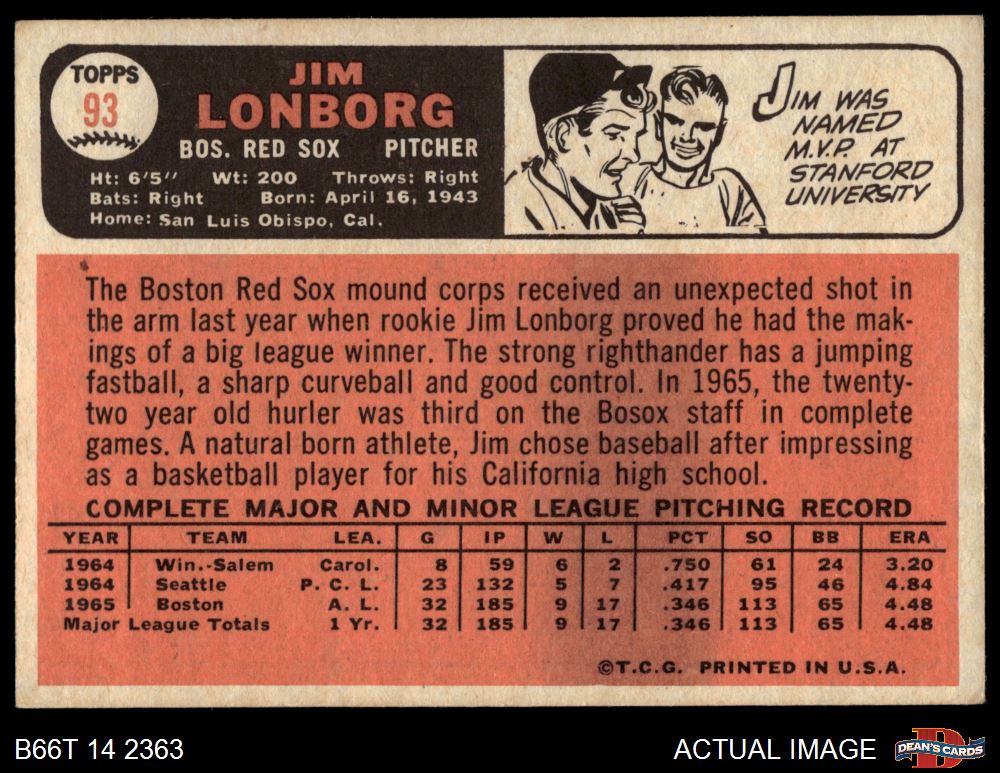 TOPPS
93
JIM
LONBORG
BOS. RED SOX PITCHER
Ht: 6'5" Wt: 200 Throws: Right
Bats: Right Born: April 16, 1943
Home: San Luis Obispo, Cal.
JIM WAS
NAMED
M.V.P. AT
STANFORD
UNIVERSITY
The Boston Red Sox mound corps received an unexpected shot in
the arm last year when rookie Jim Lonborg proved he had the mak-
ings of a big league winner. The strong righthander has a jumping
fastball, a sharp curveball and good control. In 1965, the twenty-
two year old hurler was third on the Bosox staff in complete
games. A natural born athlete, Jim chose baseball after impressing
as a basketball player for his California high school.
COMPLETE MAJOR AND MINOR LEAGUE PITCHING RECORD
YEAR TEAM LEA. G IP W L PCT SO BB ERA
1964 Win.-Salem Carol. 8 59 6 2 .750 61 24 3.20
1964 Seattle P. C. L. 23 132 5 7 .417 95 46 4.84
1965 Boston A. L. 32 185 9 17 .346 113 65 4.48
Major League Totals 1 Yr. 32 185 9 17 .346 113 65 4.48
©T.C.G. PRINTED IN U.S.A.
B66T 14 2363 ACTUAL IMAGE
D
DEAN'S CARDS